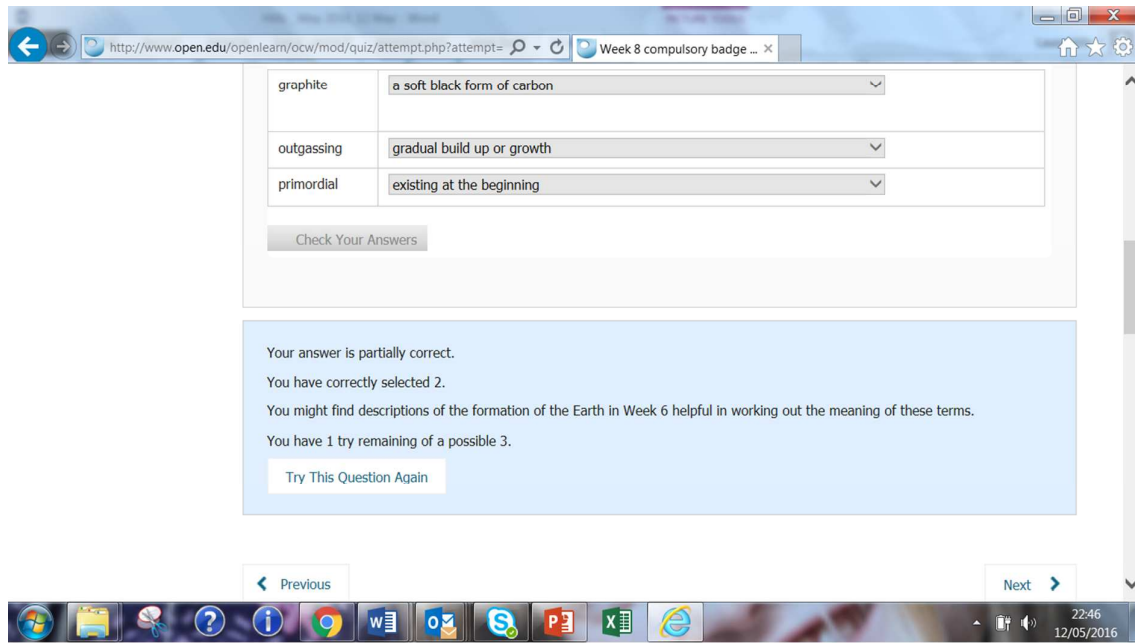 http://www.open.edu/openlearn/ocw/mod/quiz/attempt.php?attempt=
Week 8 compulsory badge ...
graphite a soft black form of carbon
outgassing gradual build up or growth
primordial existing at the beginning
Check Your Answers
Your answer is partially correct.
You have correctly selected 2.
You might find descriptions of the formation of the Earth in Week 6 helpful in working out the meaning of these terms.
You have 1 try remaining of a possible 3.
Try This Question Again
Previous Next
22:46
12/05/2016